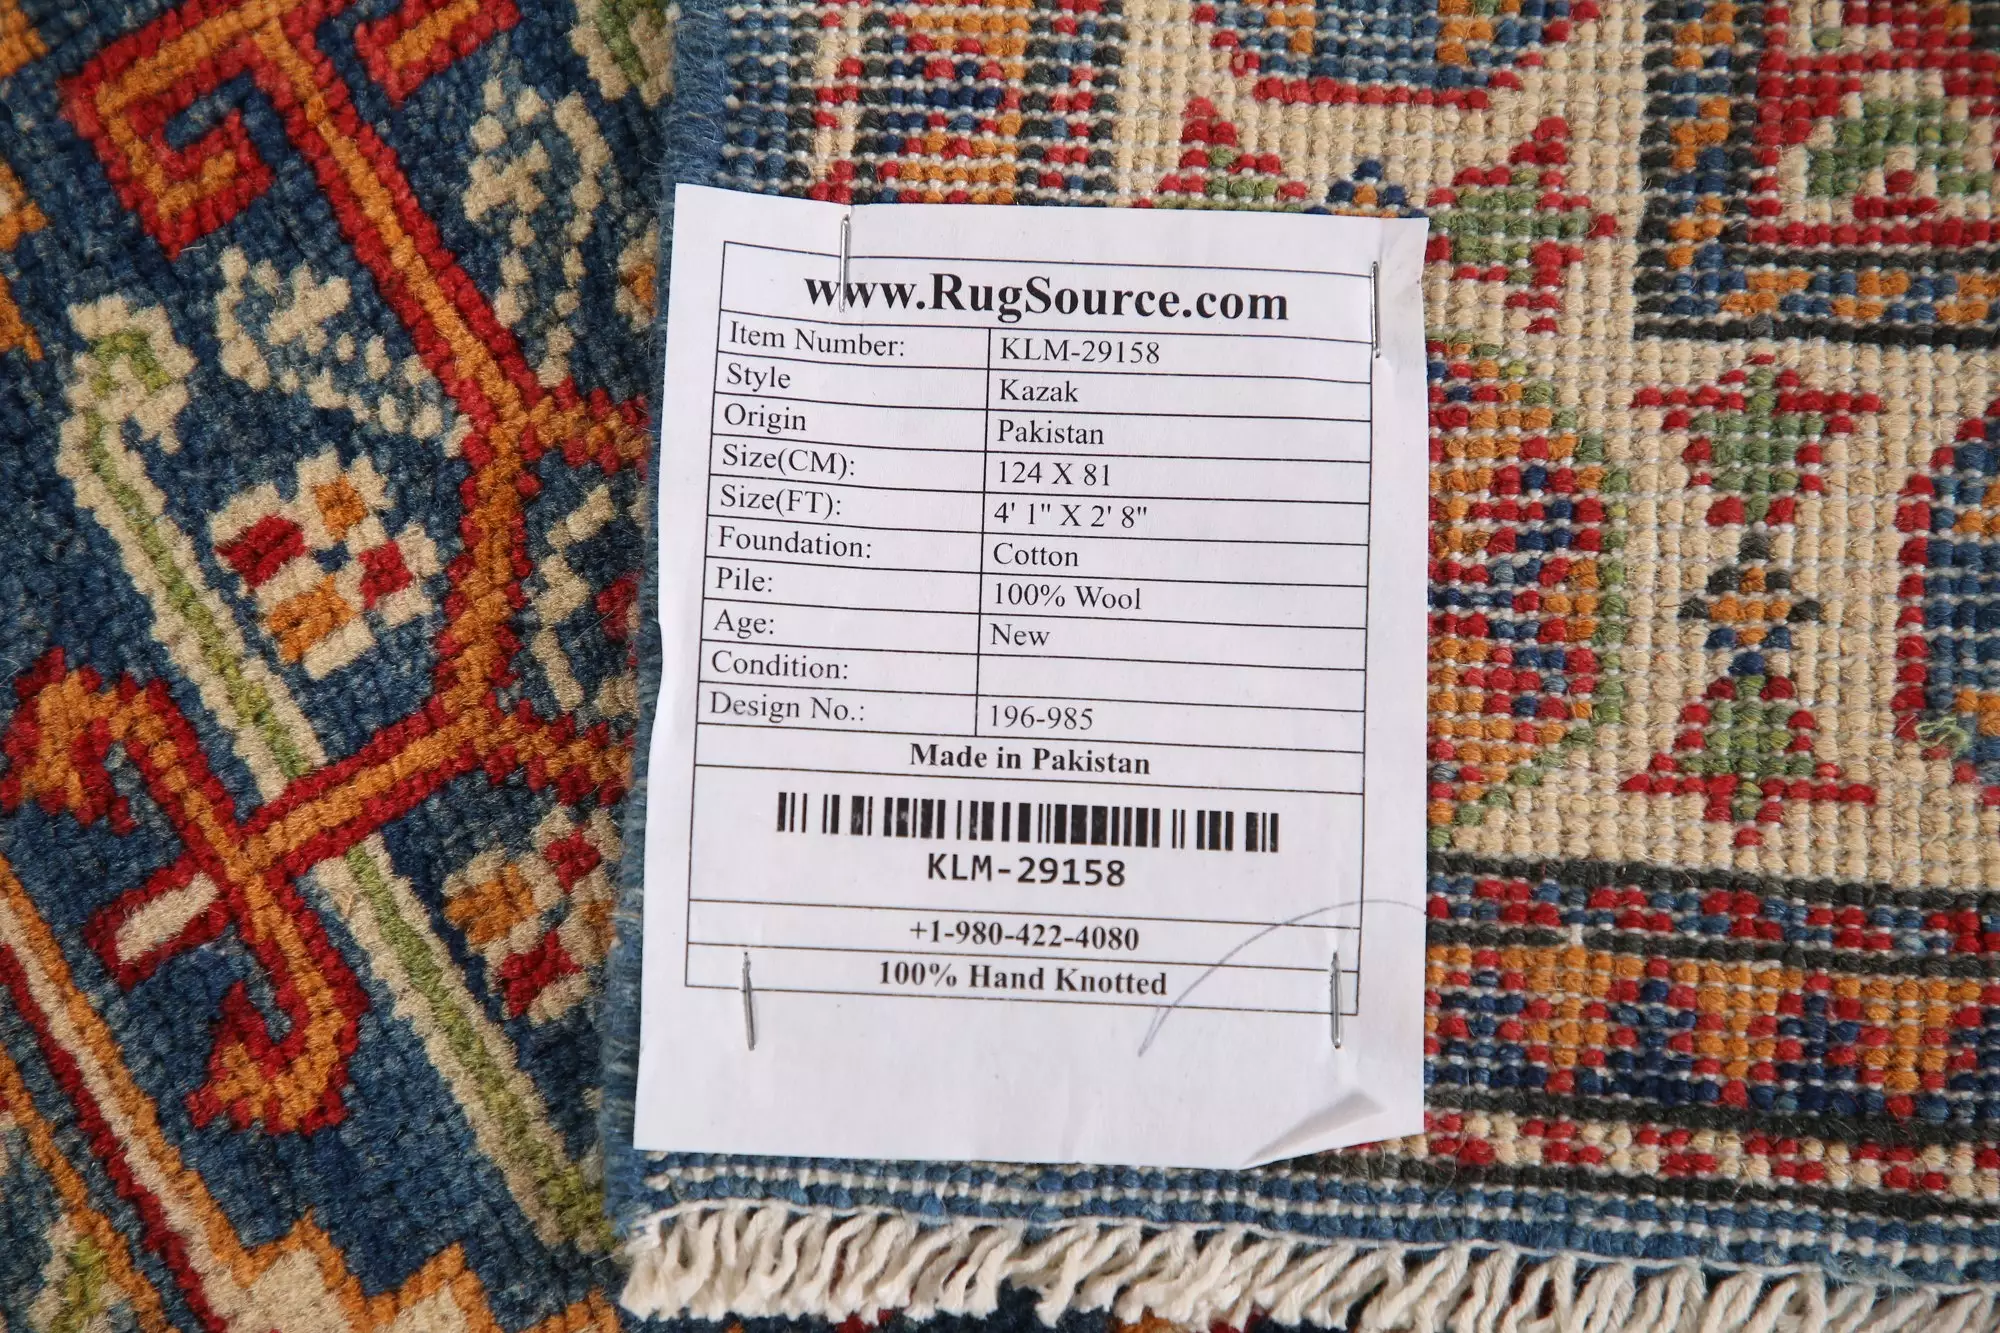 www.RugSource.com
Item Number: KLM-29158
Style Kazak
Origin Pakistan
Size(CM): 124 X 81
Size(FT): 4' 1" X 2' 8"
Foundation: Cotton
Pile: 100% Wool
Age: New
Condition:
Design No.: 196-985
Made in Pakistan
KLM-29158
+1-980-422-4080
100% Hand Knotted